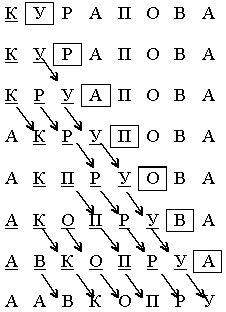 К У Р А П О В А
К У Р А П О В А
К Р У А П О В А
А К Р У П О В А
А К П Р У О В А
А К О П Р У В А
А В К О П Р У А
А А В К О П Р У